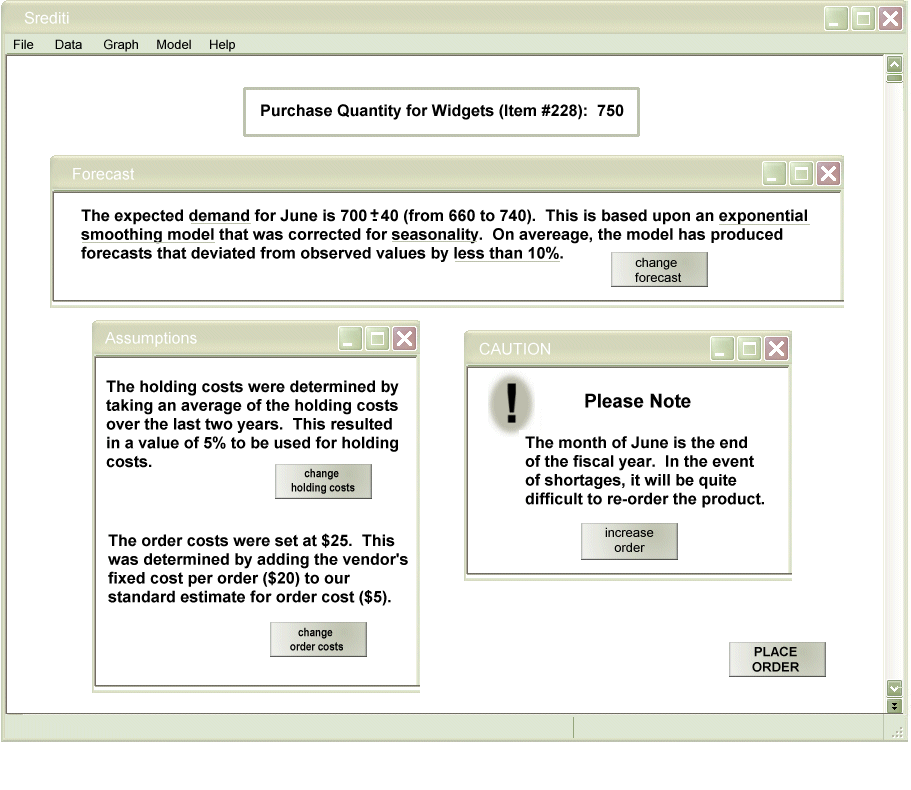 Srediti
File Data Graph Model Help
Purchase Quantity for Widgets (Item #228):  750
Forecast
The expected demand for June is 700 ± 40 (from 660 to 740).  This is based upon an exponential
smoothing model that was corrected for seasonality.  On avereage, the model has produced
forecasts that deviated from observed values by less than 10%.
change
forecast
Assumptions
The holding costs were determined by
taking an average of the holding costs
over the last two years.  This resulted
in a value of 5% to be used for holding
costs.
change
holding costs
The order costs were set at $25.  This
was determined by adding the vendor's
fixed cost per order ($20) to our
standard estimate for order cost ($5).
change
order costs
CAUTION
!
Please Note
The month of June is the end
of the fiscal year.  In the event
of shortages, it will be quite
difficult to re-order the product.
increase
order
PLACE
ORDER